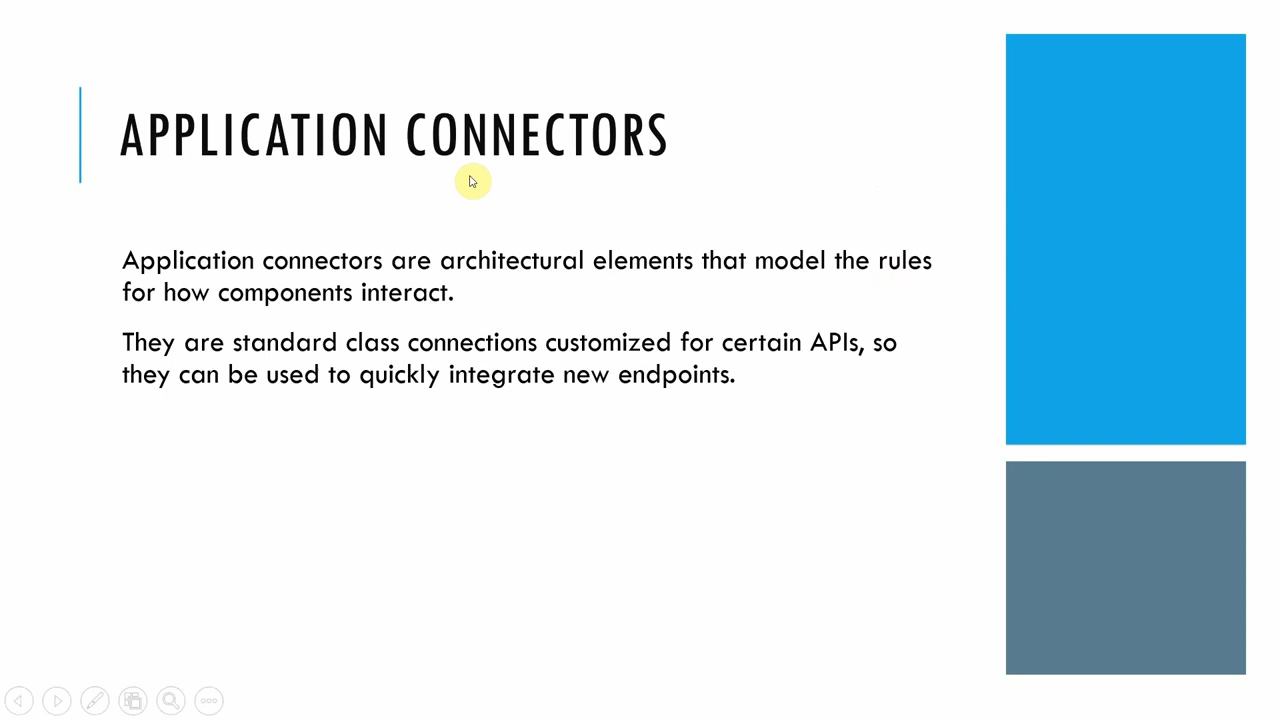 APPLICATION CONNECTORS
Application connectors are architectural elements that model the rules
for how components interact.
They are standard class connections customized for certain APIs, so
they can be used to quickly integrate new endpoints.